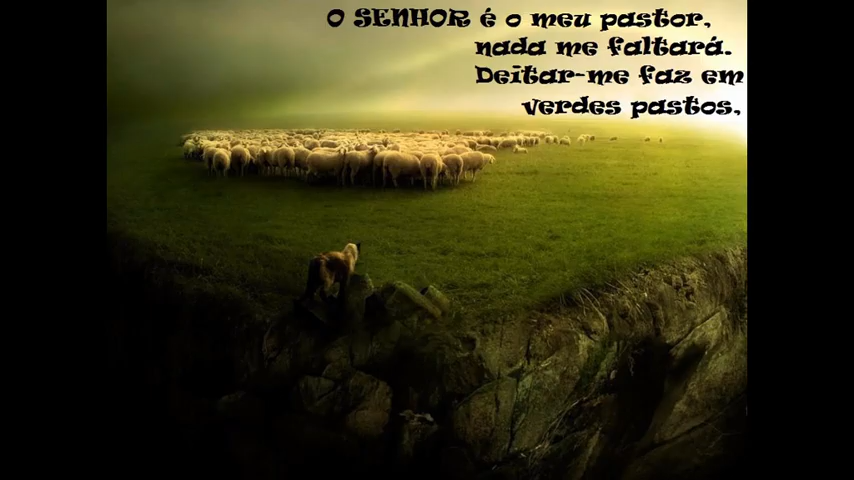 O SENHOR é o meu pastor,
nada me faltará.
Deitar-me faz em
verdes pastos,